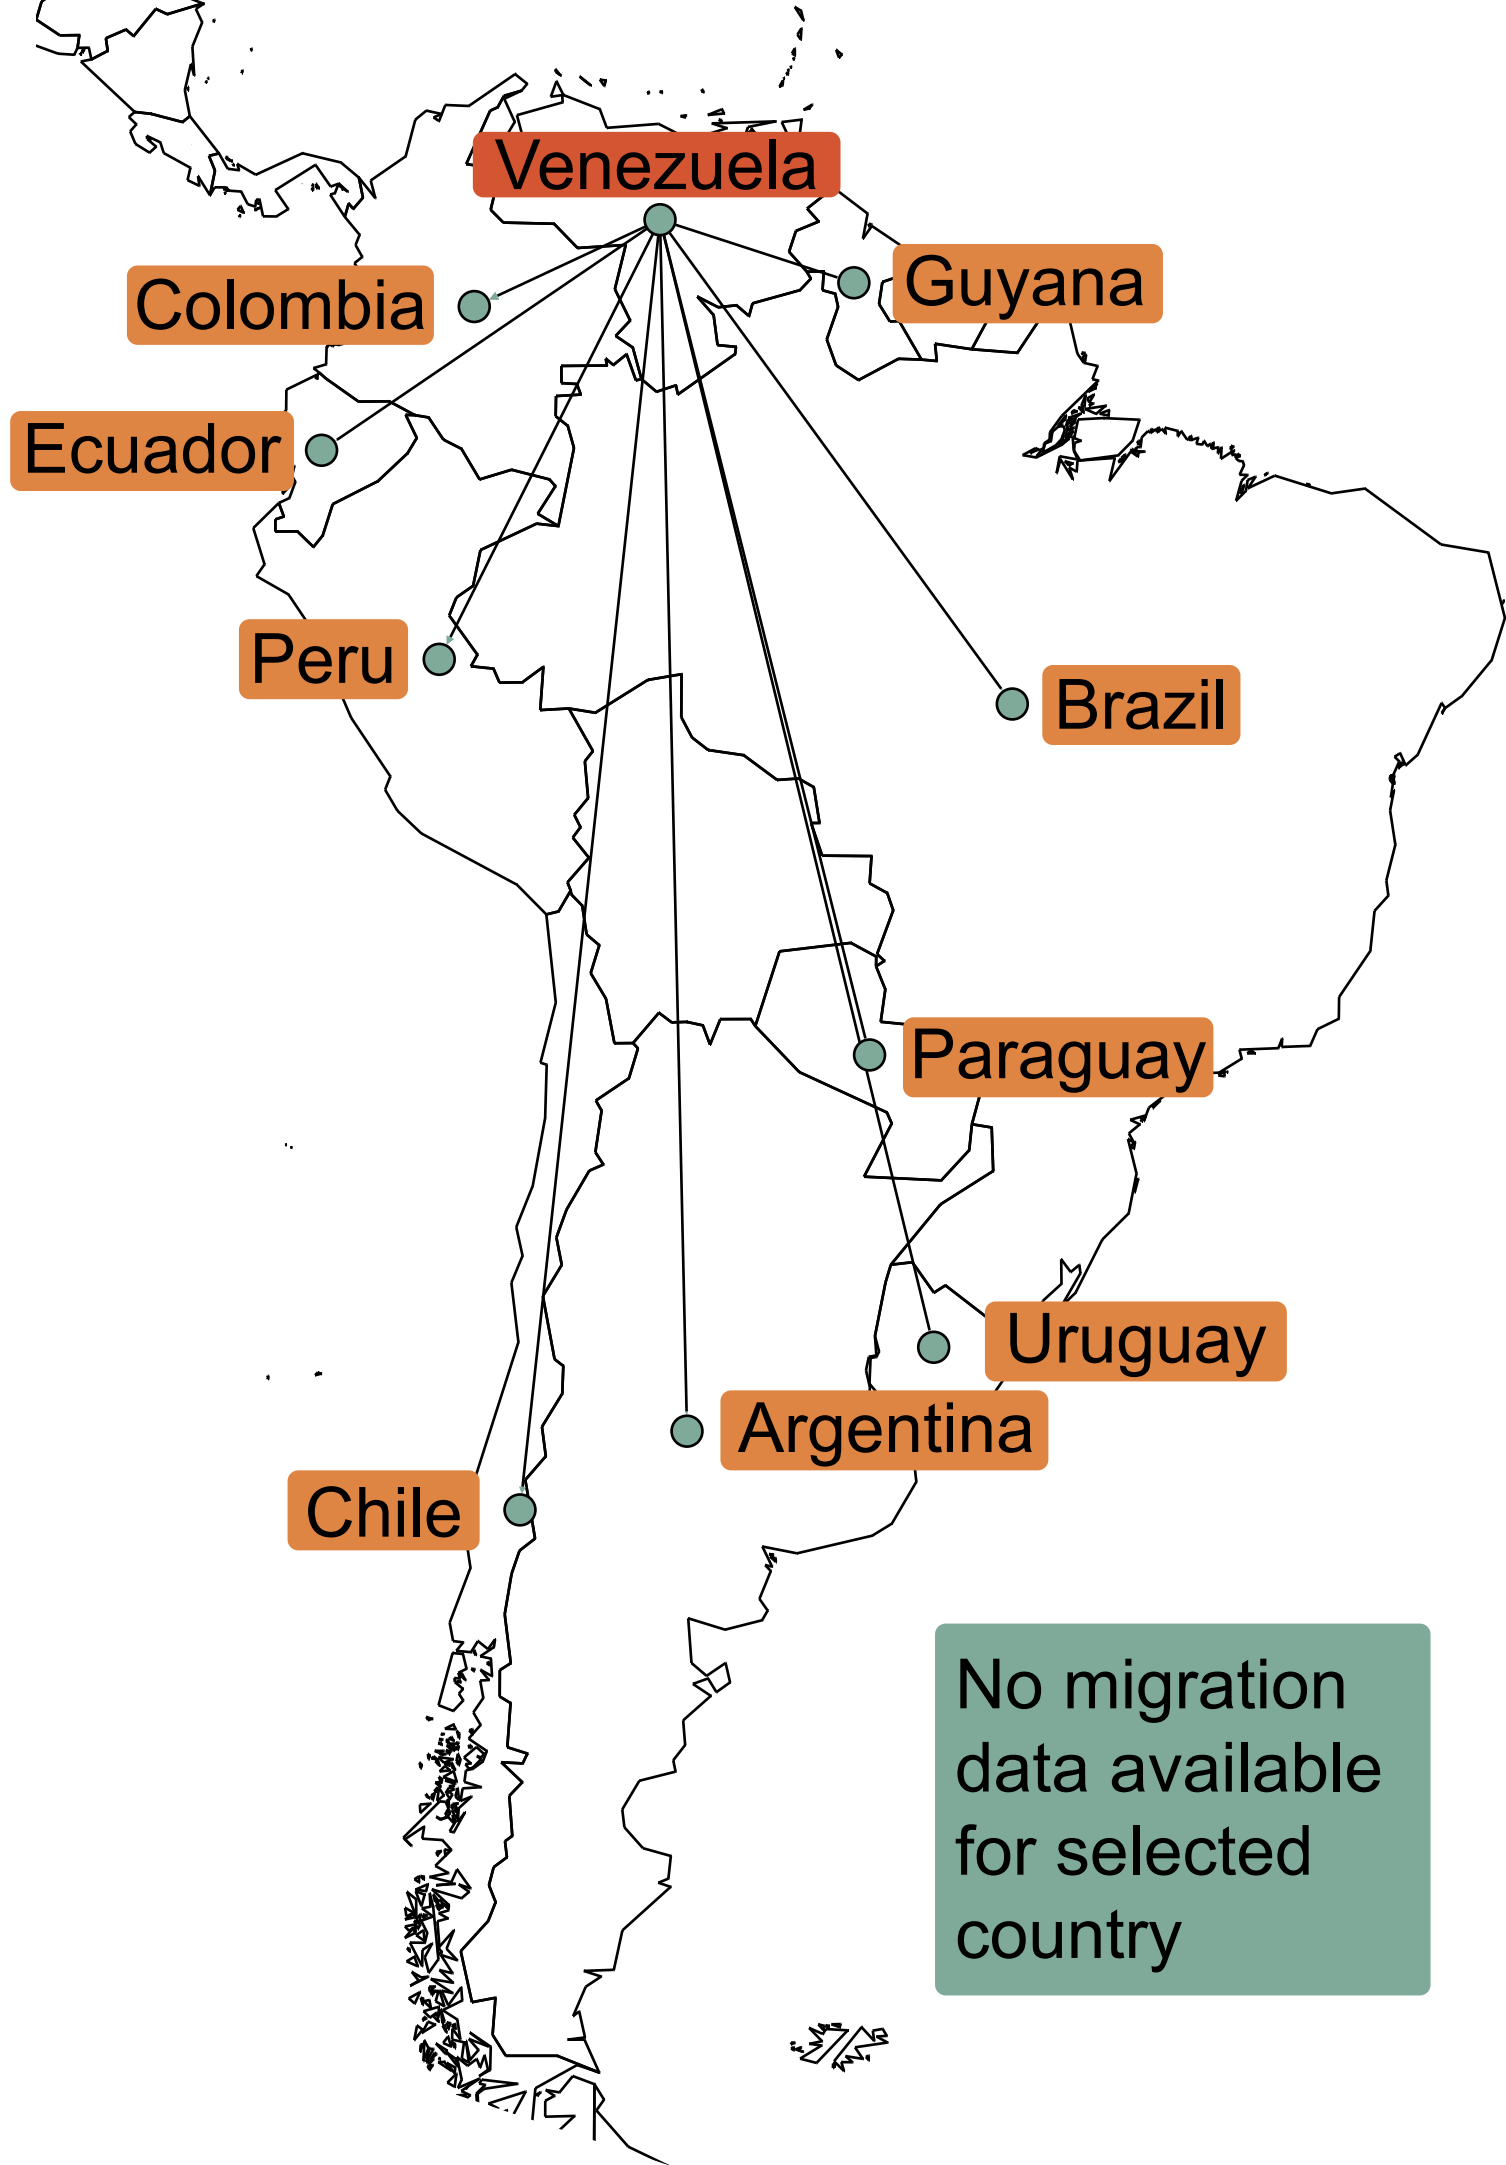 Venezuela
Guyana
Colombia
Ecuador
Peru
Brazil
Paraguay
Uruguay
Argentina
Chile
No migration
data available
for selected
country